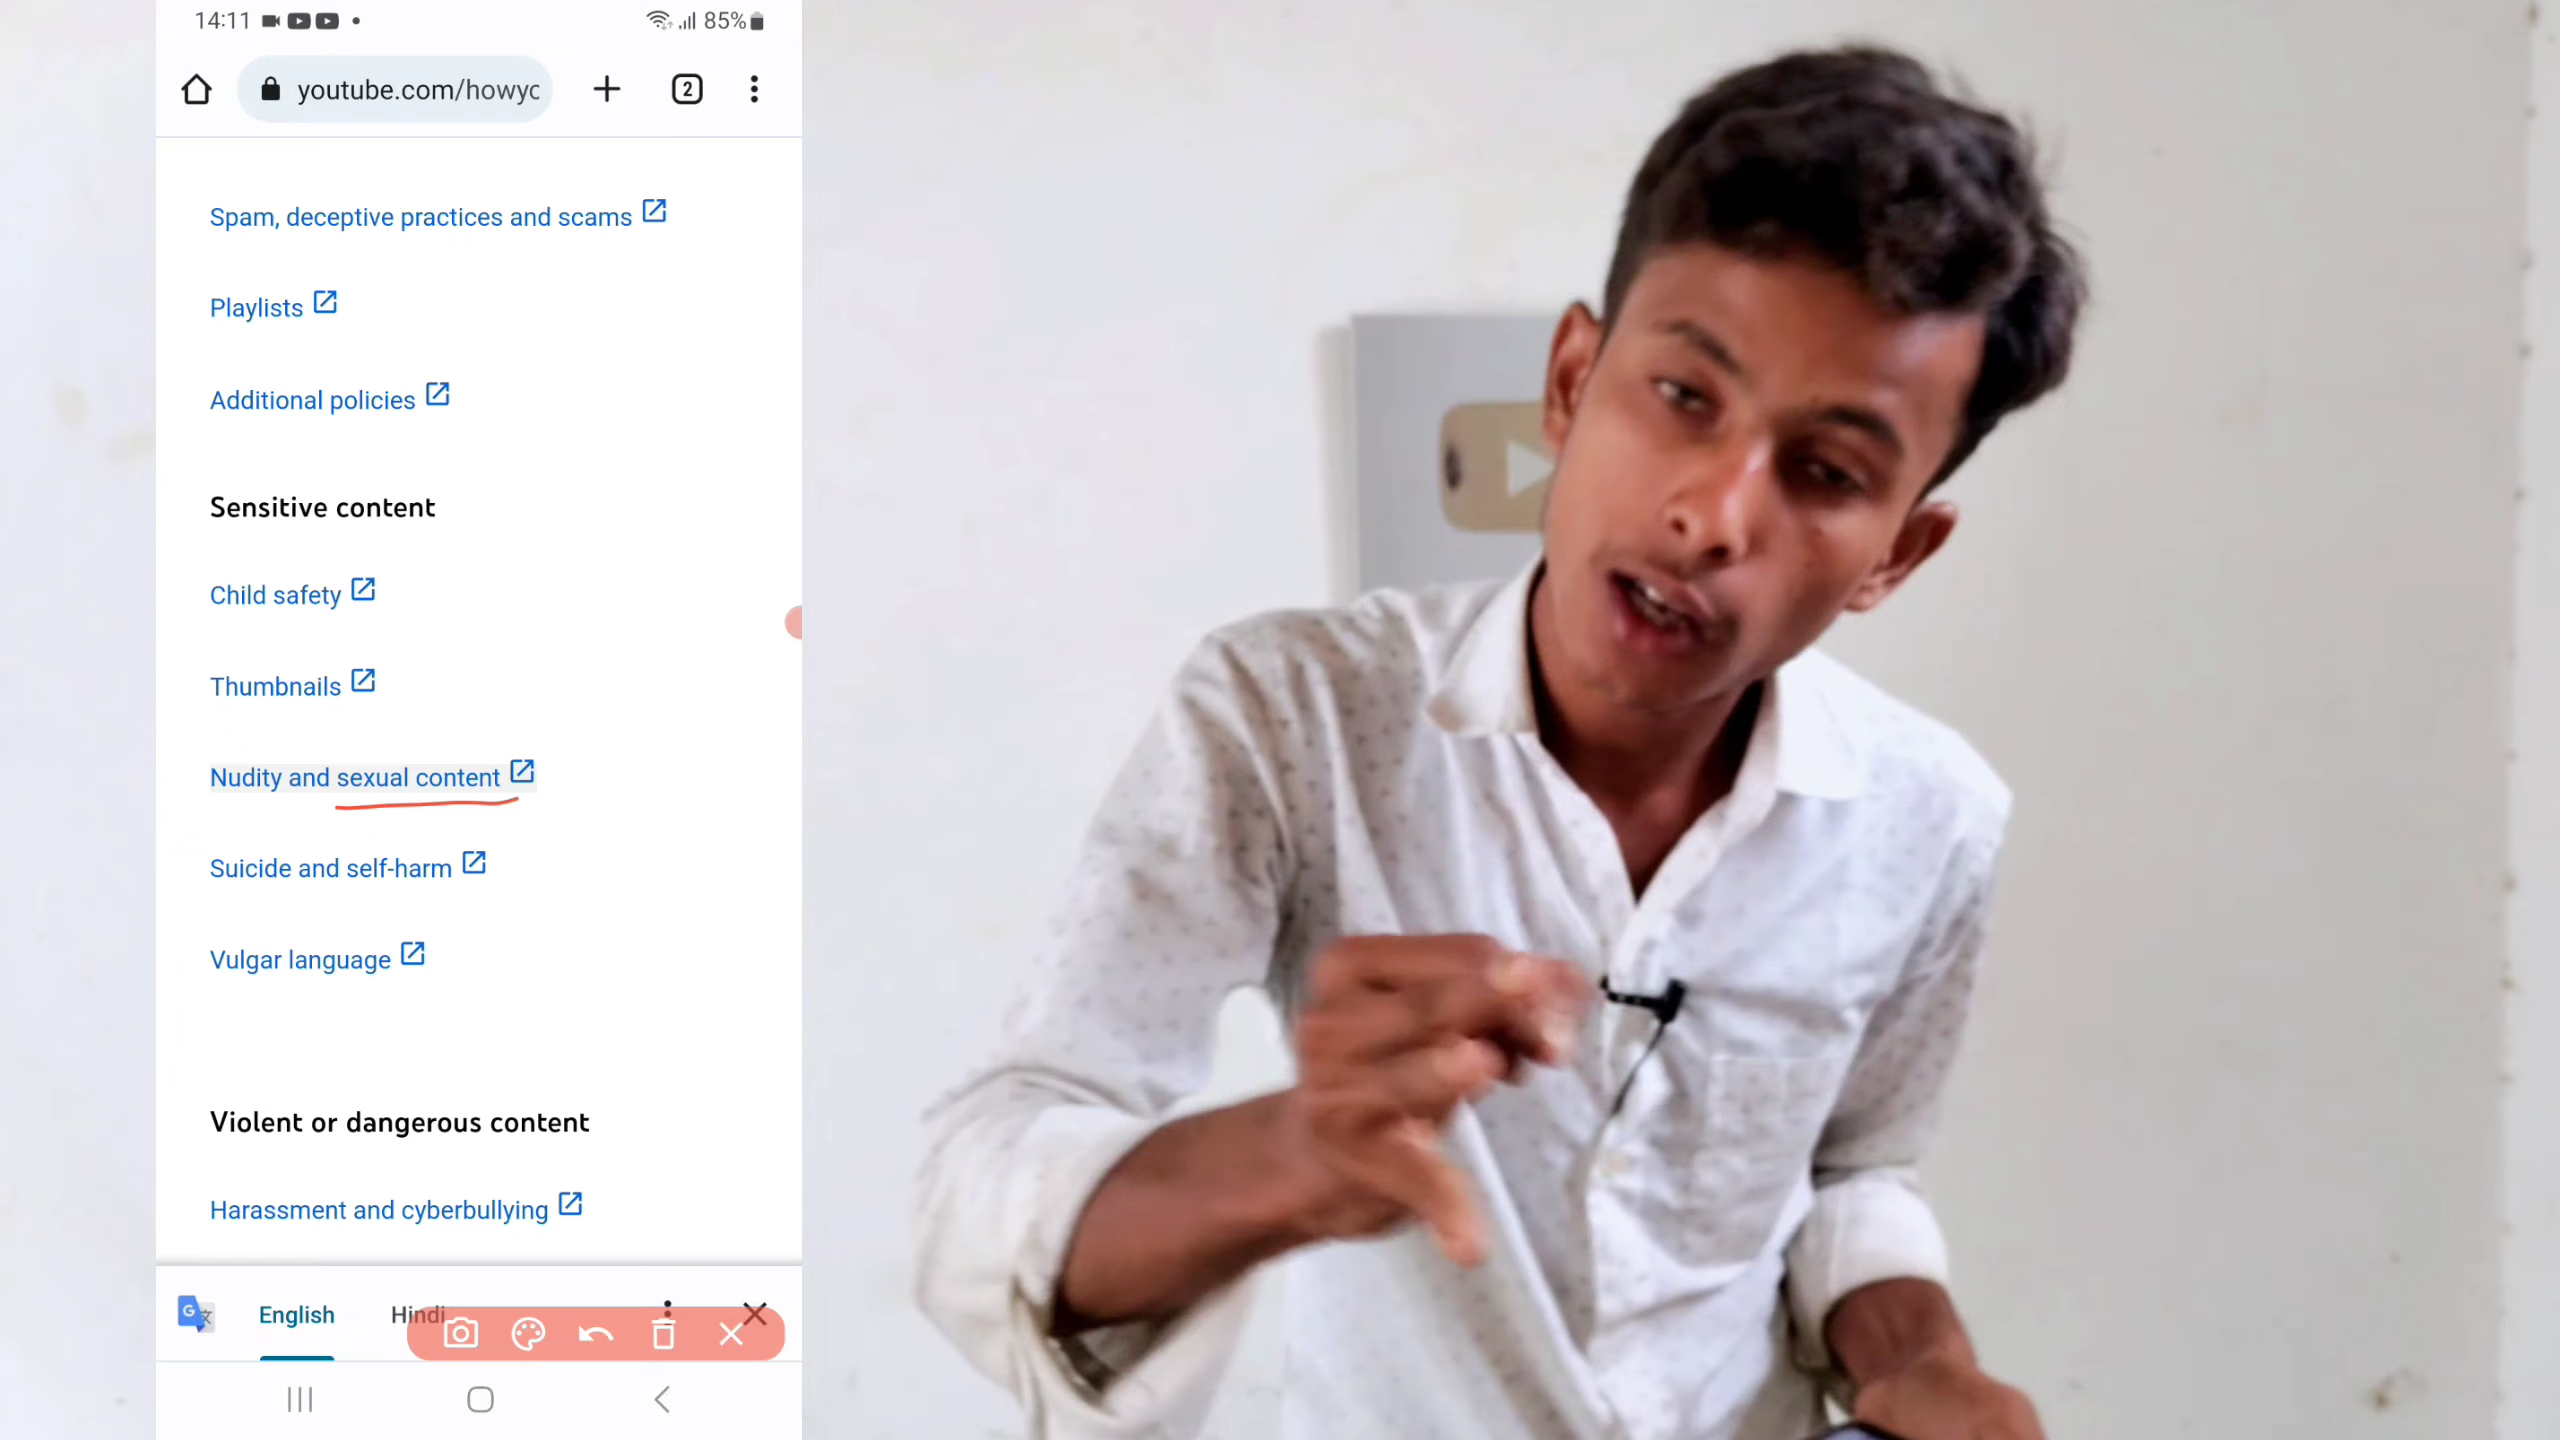 14:11
85%
youtube.com/howyc
2
Spam, deceptive practices and scams
Playlists
Additional policies
Sensitive content
Child safety
Thumbnails
Nudity and sexual content
Suicide and self-harm
Vulgar language
Violent or dangerous content
Harassment and cyberbullying
G 文
English
Hindi